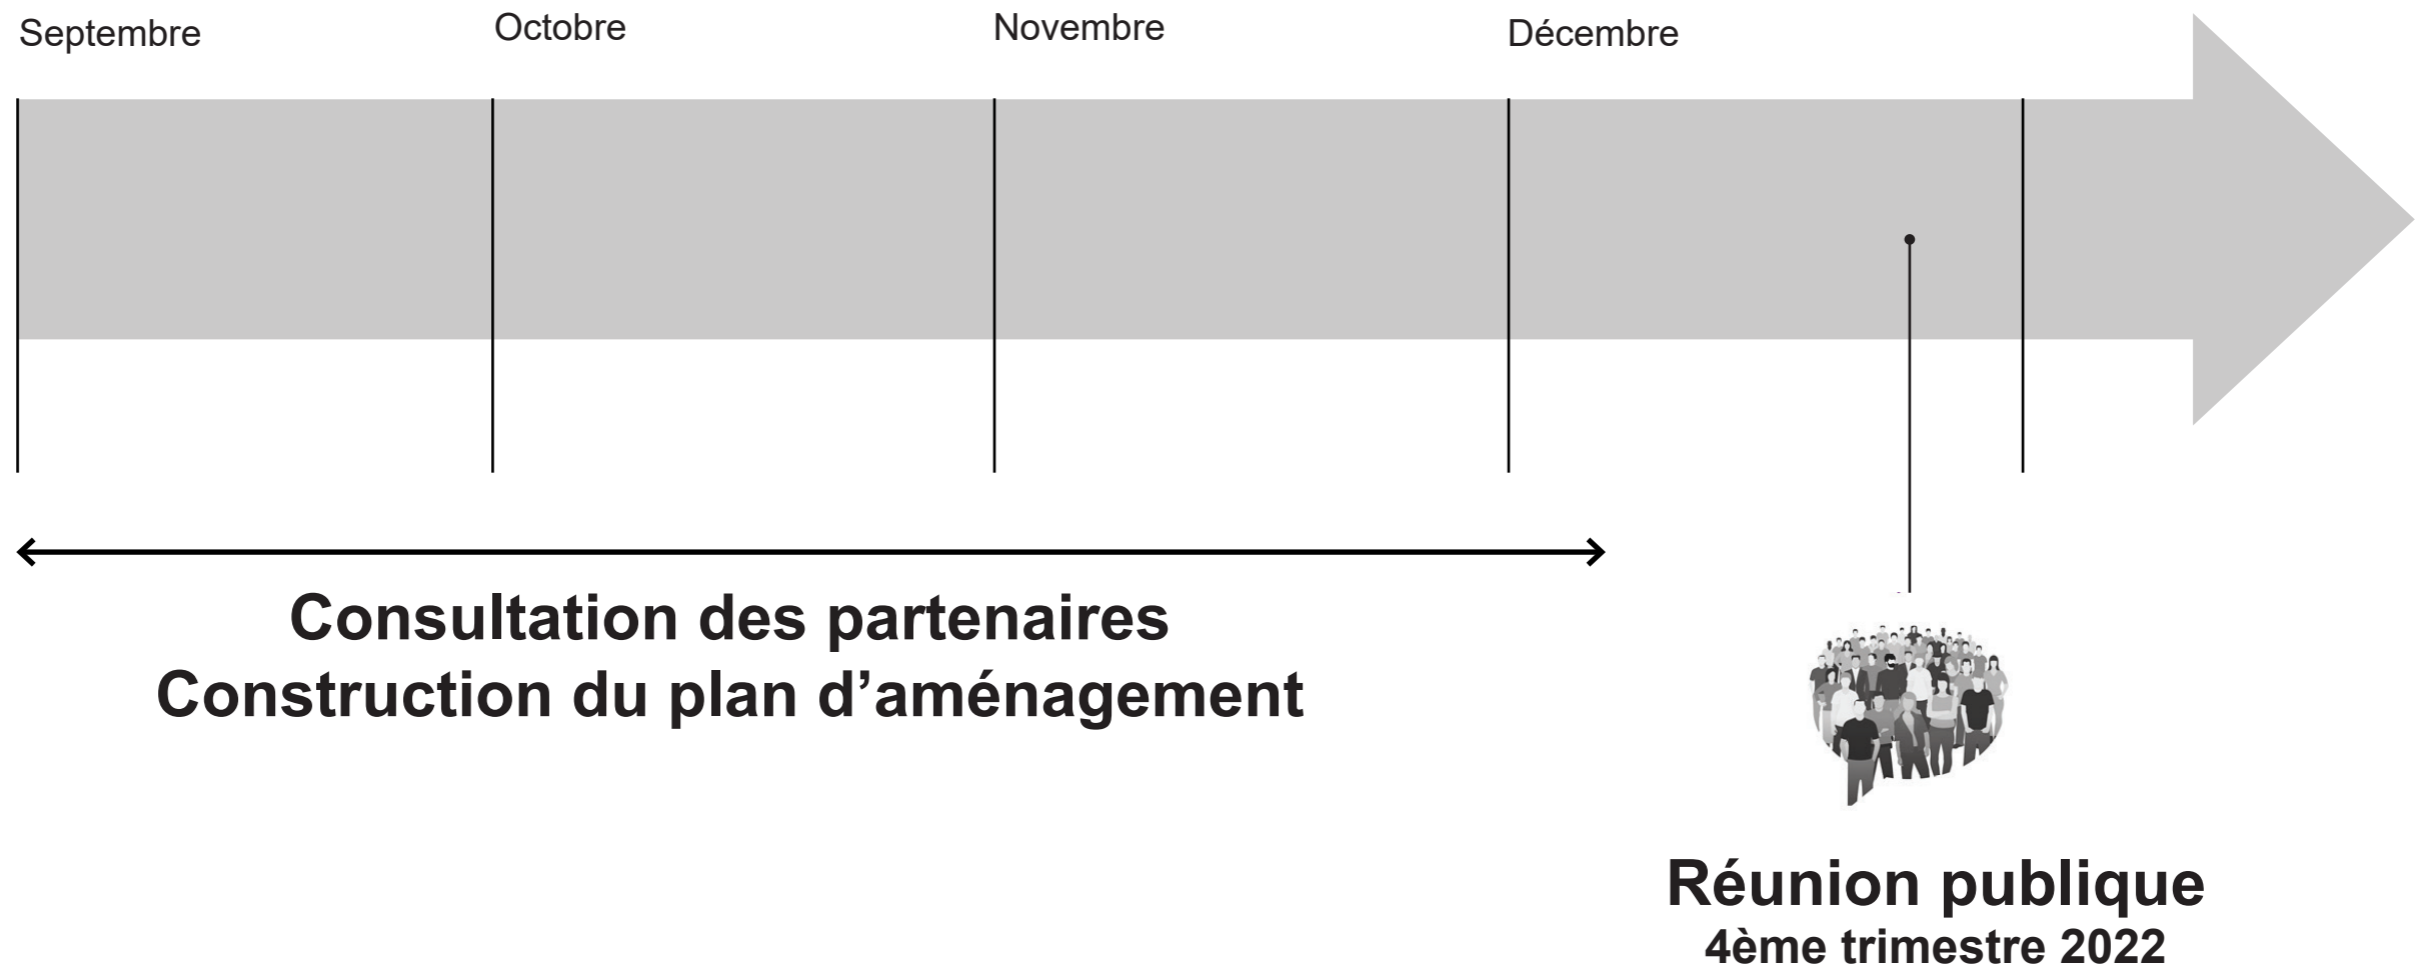 Septembre
Octobre
Novembre
Décembre
Consultation des partenaires
Construction du plan d’aménagement
Réunion publique
4ème trimestre 2022